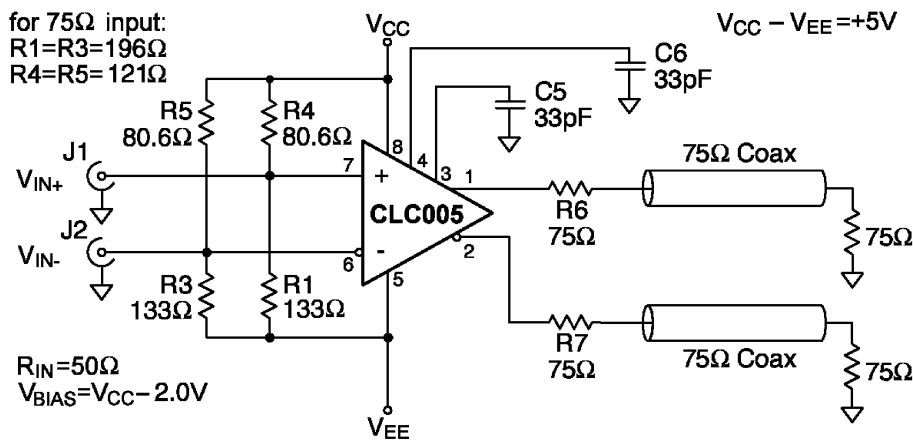 for 75Ω input:
R1=R3=196Ω
R4=R5=121Ω
VCC
VCC – VEE=+5V
C6
33pF
C5
33pF
R5
80.6Ω
R4
80.6Ω
J1
VIN+
7
8
4
3
1
+
CLC005
75Ω Coax
R6
75Ω
75Ω
J2
VIN-
6
-
5
2
R3
133Ω
R1
133Ω
R7
75Ω
75Ω Coax
75Ω
RIN=50Ω
VBIAS=VCC– 2.0V
VEE